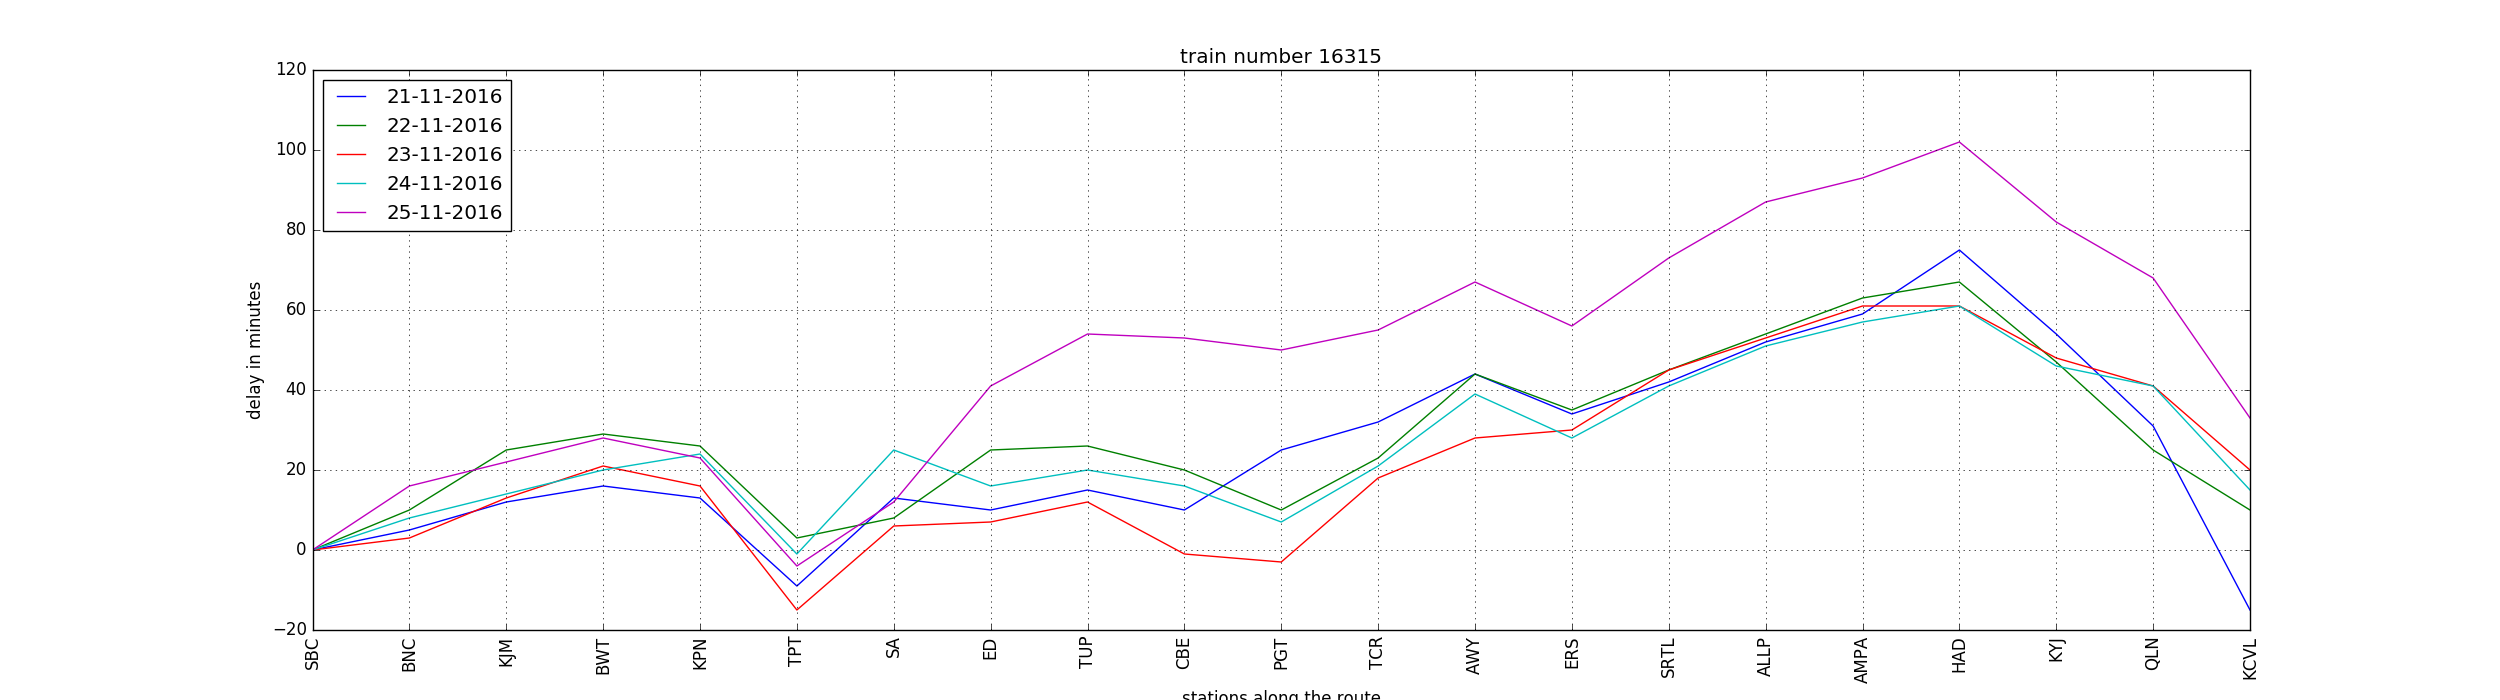 train number 16315
120
100
80
60
40
20
0
−20
delay in minutes
21-11-2016
22-11-2016
23-11-2016
24-11-2016
25-11-2016
SBC
BNC
KJM
BWT
KPN
TPT
SA
ED
TUP
CBE
PGT
TCR
AWY
ERS
SRTL
ALLP
AMPA
HAD
KYJ
QLN
KCVL
stations along the route